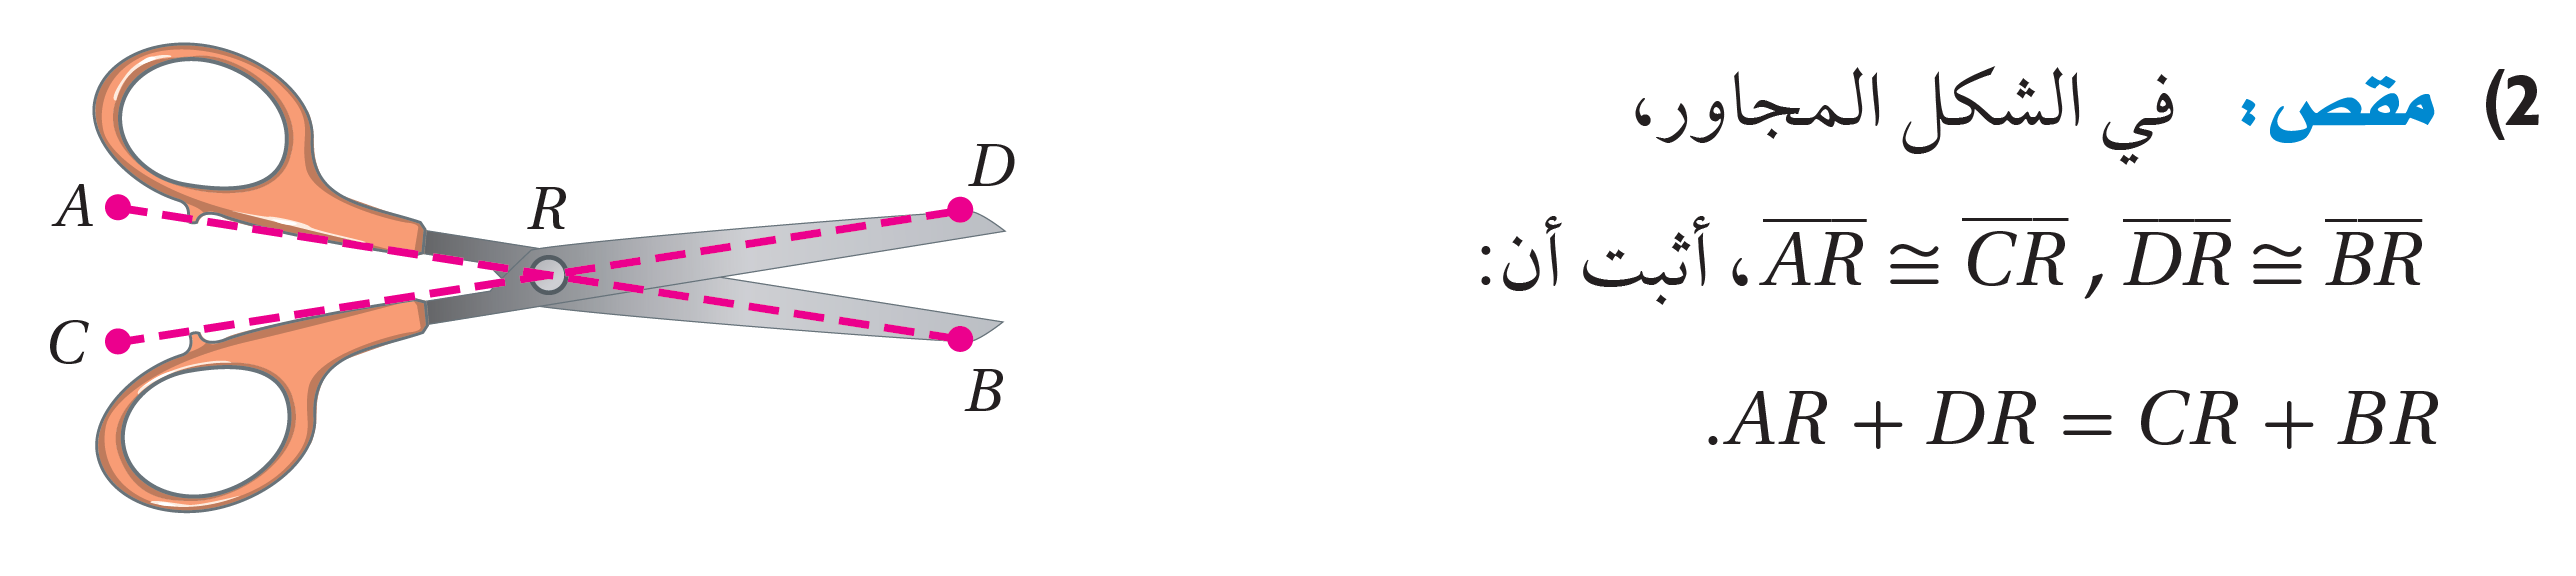 2) مقص: في الشكل المجاور،
AR ≅ CR , DR ≅ BR، أثبت أن:
AR + DR = CR + BR.
A
R
D
C
B